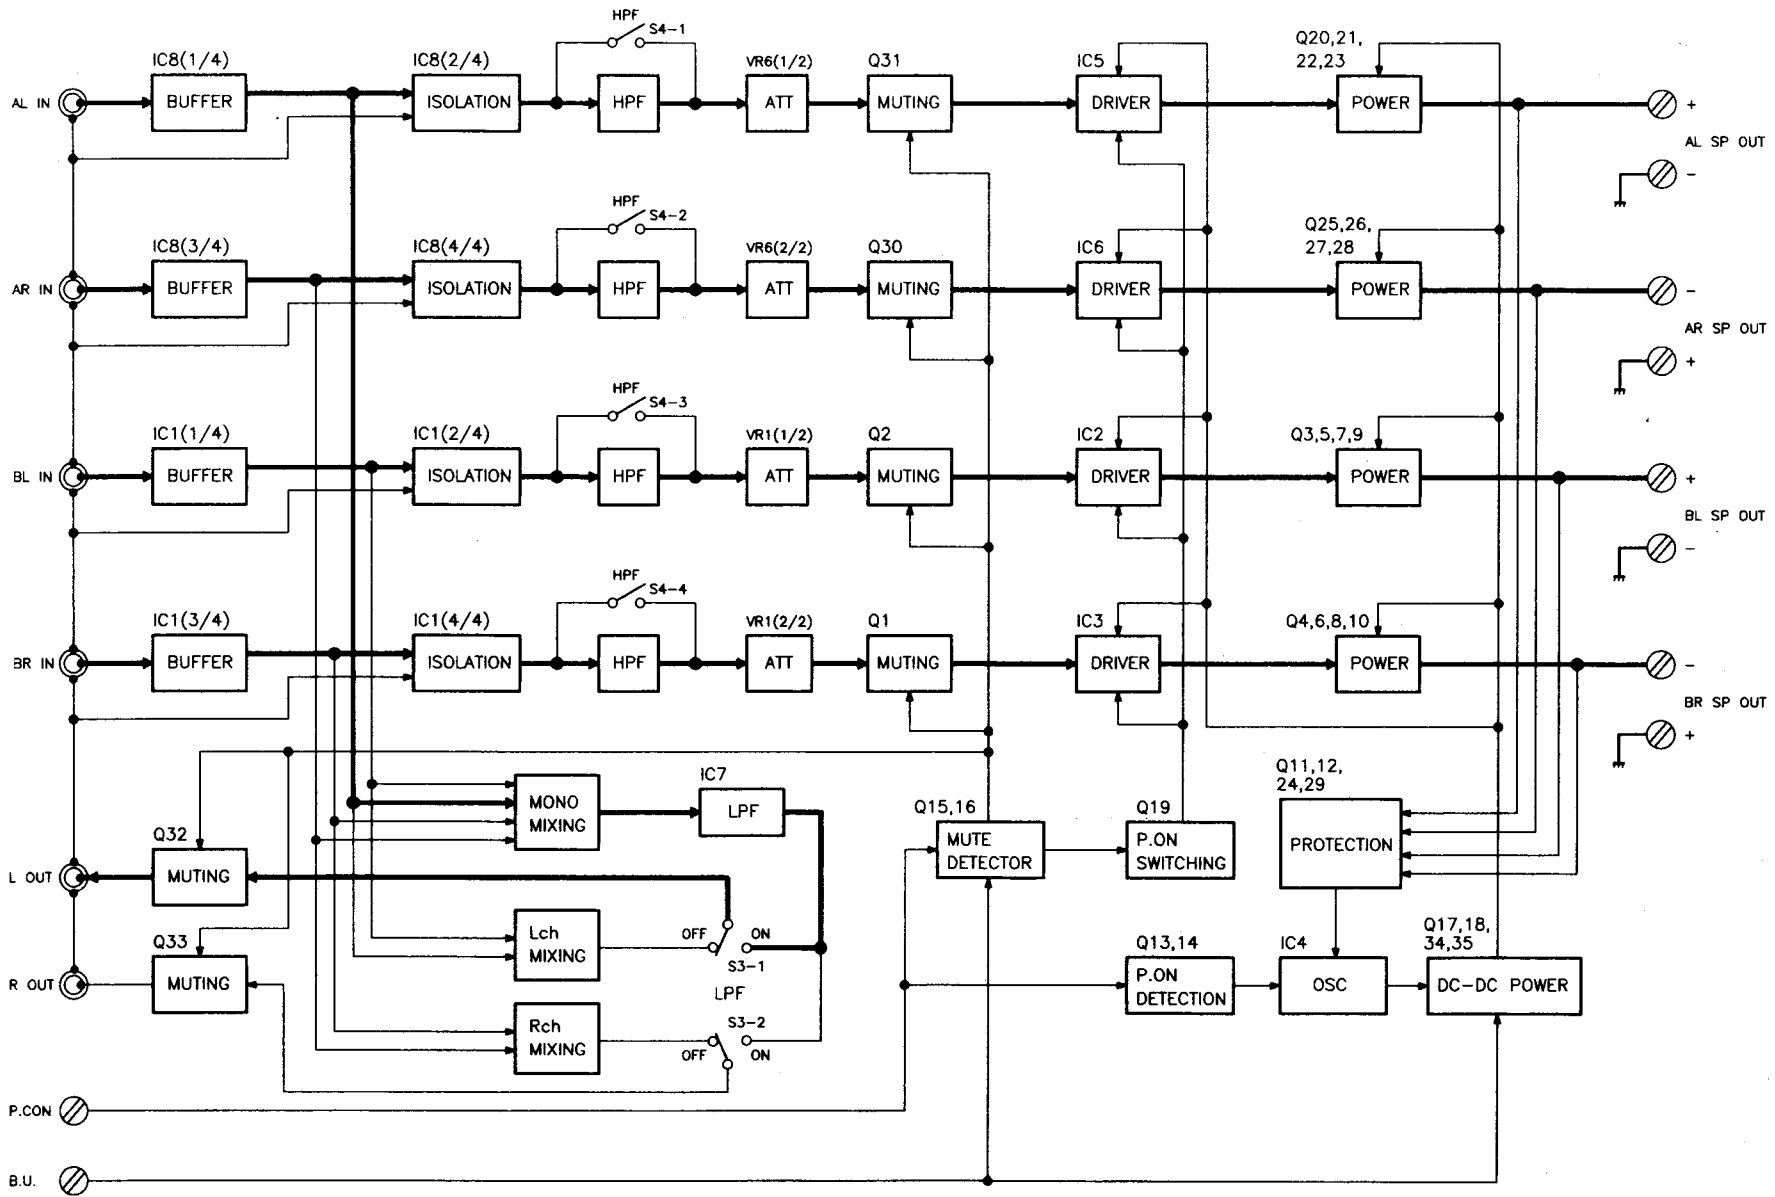 HPF
S4-1
IC8(1/4)
IC8(2/4)
VR6(1/2)
Q31
IC5
Q20,21,
22,23
AL IN
BUFFER
ISOLATION
HPF
ATT
MUTING
DRIVER
POWER
+
AL SP OUT
-
HPF
S4-2
IC8(3/4)
IC8(4/4)
VR6(2/2)
Q30
IC6
Q25,26,
27,28
AR IN
BUFFER
ISOLATION
HPF
ATT
MUTING
DRIVER
POWER
-
AR SP OUT
+
HPF
S4-3
IC1(1/4)
IC1(2/4)
VR1(1/2)
Q2
IC2
Q3,5,7,9
BL IN
BUFFER
ISOLATION
HPF
ATT
MUTING
DRIVER
POWER
+
BL SP OUT
-
HPF
S4-4
IC1(3/4)
IC1(4/4)
VR1(2/2)
Q1
IC3
Q4,6,8,10
BR IN
BUFFER
ISOLATION
HPF
ATT
MUTING
DRIVER
POWER
-
BR SP OUT
+
MONO
MIXING
IC7
LPF
Q15,16
MUTE
DETECTOR
Q19
P.ON
SWITCHING
Q11,12,
24,29
PROTECTION
Q32
L OUT
MUTING
Lch
MIXING
OFF
ON
S3-1
LPF
Q33
R OUT
MUTING
Rch
MIXING
S3-2
OFF
ON
Q13,14
P.ON
DETECTION
IC4
OSC
Q17,18,
34,35
DC-DC POWER
P.CON
B.U.